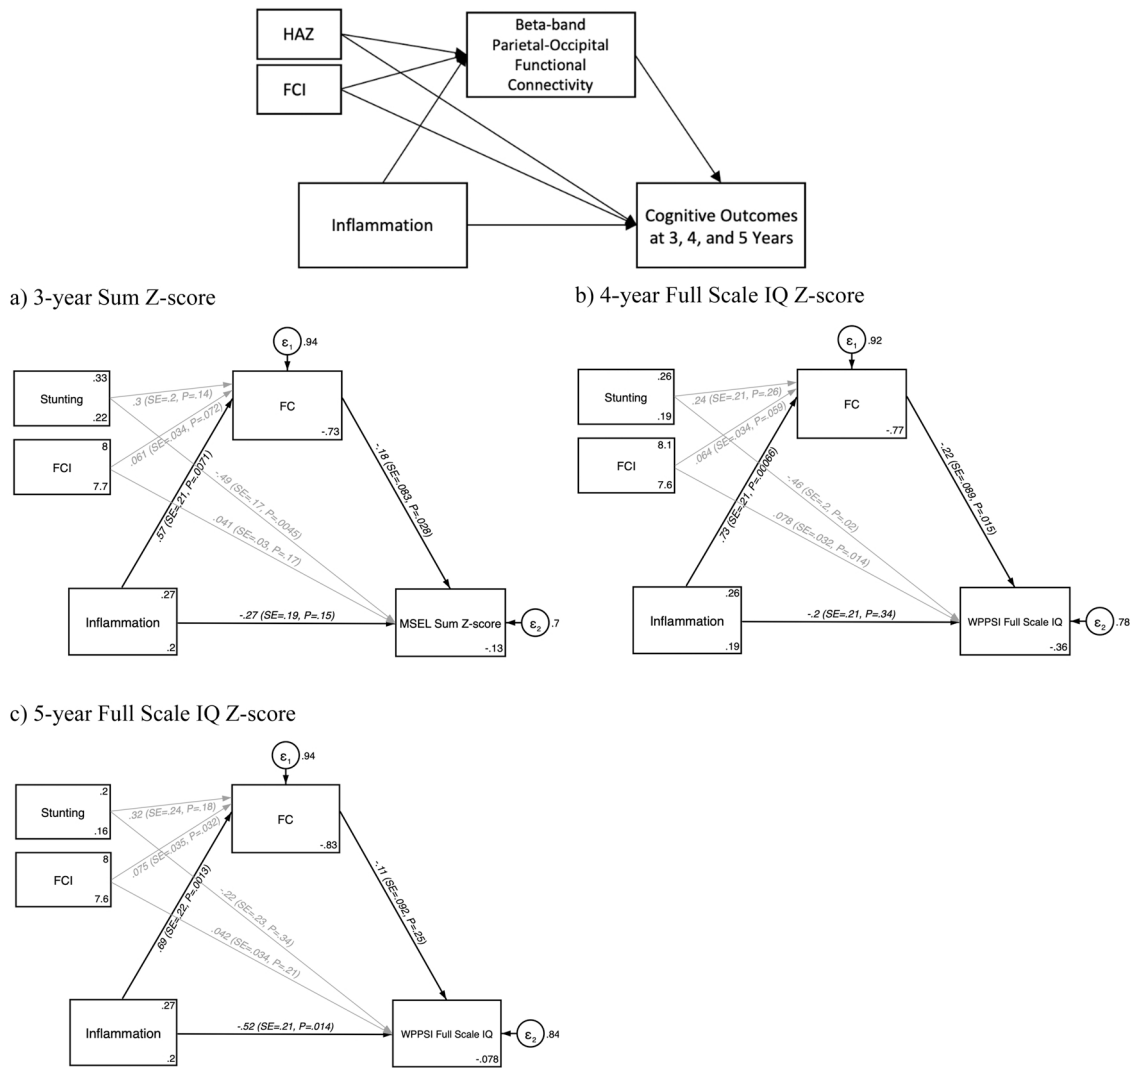 HAZ
FCI
Beta-band
Parietal-Occipital
Functional
Connectivity
Inflammation
Cognitive Outcomes
at 3, 4, and 5 Years
a) 3-year Sum Z-score
ε1 .94
Stunting
.33
.22
FCI
8
7.7
FC
-.73
.3 (SE=.2, P=.14)
.061 (SE=.034, P=.072)
.57 (SE=.21, P=.0071)
-.49 (SE=.17, P=.0045)
.041 (SE=.03, P=.17)
-.18 (SE=.083, P=.028)
Inflammation
.27
.2
-.27 (SE=.19, P=.15)
MSEL Sum Z-score
-.13
ε2 .7
b) 4-year Full Scale IQ Z-score
ε1 .92
Stunting
.26
.19
FCI
8.1
7.6
FC
-.77
.24 (SE=.21, P=.26)
.064 (SE=.034, P=.059)
.73 (SE=.21, P=.00066)
-.46 (SE=.2, P=.02)
.078 (SE=.032, P=.014)
-.22 (SE=.089, P=.015)
Inflammation
.26
.19
-.2 (SE=.21, P=.34)
WPPSI Full Scale IQ
-.36
ε2 .78
c) 5-year Full Scale IQ Z-score
ε1 .94
Stunting
.2
.16
FCI
8
7.6
FC
-.83
.32 (SE=.24, P=.18)
.075 (SE=.035, P=.032)
.69 (SE=.22, P=.0013)
-.22 (SE=.23, P=.34)
.042 (SE=.034, P=.21)
-.11 (SE=.092, P=.25)
Inflammation
.27
.2
-.52 (SE=.21, P=.014)
WPPSI Full Scale IQ
-.078
ε2 .84